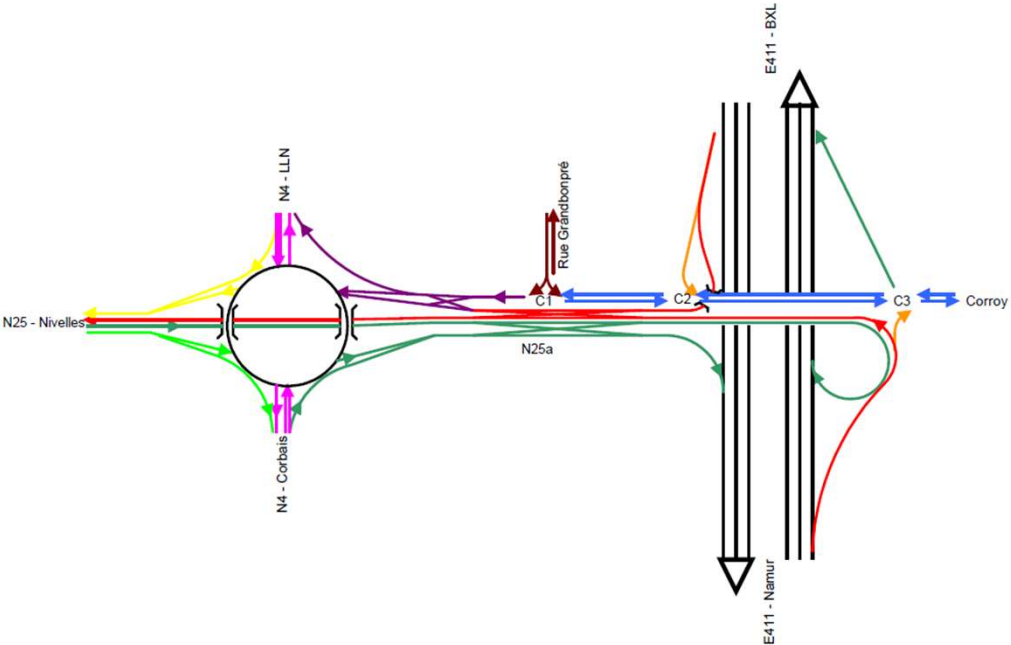 E411 - BXL
N4 - LLN
Rue Grandbonpré
C1
C2
C3
Corroy
N25 - Nivelles
N25a
N4 - Corbais
E411 - Namur